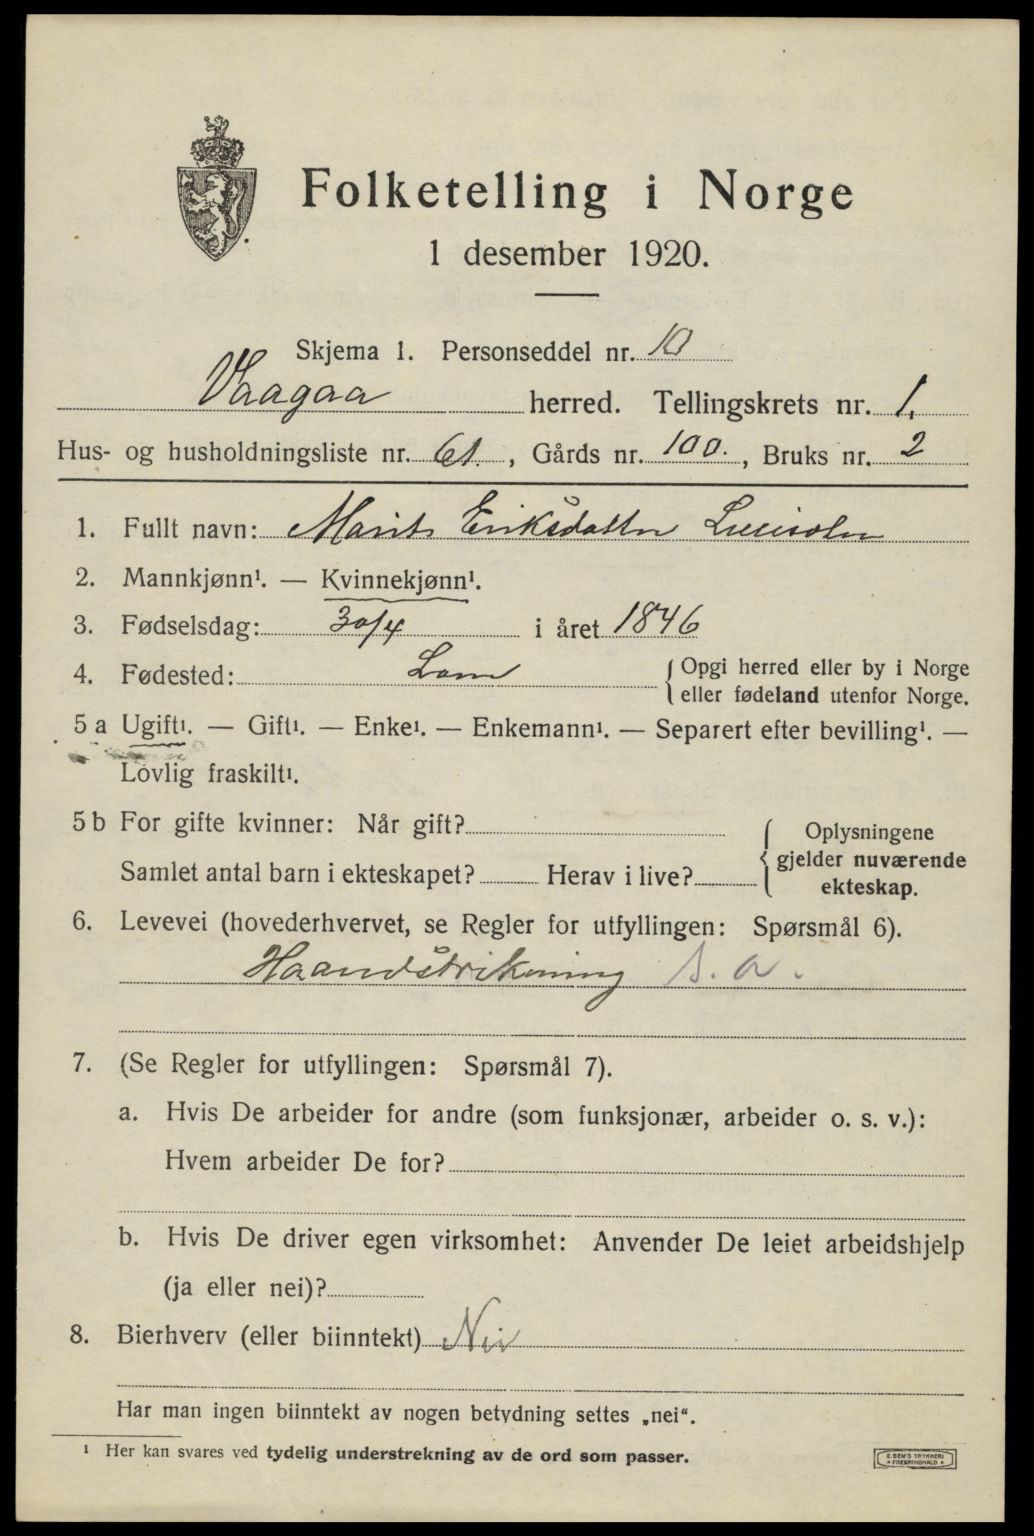 Folketelling i Norge
1 desember 1920.
Skjema 1. Personseddel nr. 10
Vaagaa herred. Tellingskrets nr. 1.
Hus- og husholdningsliste nr. 61. , Gårds nr. 100. , Bruks nr. 2
1. Fullt navn: Marit Eriksdatter
2. Mannkjønn¹. — Kvinnekjønn¹.
3. Fødselsdag: 30/4 i året 1846
4. Fødested: Lom { Opgi herred eller by i Norge
eller fødeland utenfor Norge.
5 a Ugift¹. — Gift¹. — Enke¹. — Enkemann¹. — Separert efter bevilling¹. —
Lovlig fraskilt¹.
5 b For gifte kvinner: Når gift?
Samlet antal barn i ekteskapet? Herav i live?
{ Oplysningene
gjelder nuværende
ekteskap.
6. Levevei (hovederhvervet, se Regler for utfyllingen: Spørsmål 6).
Haandstrikning s. a.
7. (Se Regler for utfyllingen: Spørsmål 7).
a. Hvis De arbeider for andre (som funksjonær, arbeider o. s. v.):
Hvem arbeider De for?
b. Hvis De driver egen virksomhet: Anvender De leiet arbeidshjelp
(ja eller nei)?
8. Bierhverv (eller biinntekt) Nei
Har man ingen biinntekt av nogen betydning settes „nei“.
¹ Her kan svares ved tydelig understrekning av de ord som passer.
E. SEM'S TRYKKERI
• FREDRIKSHALD •